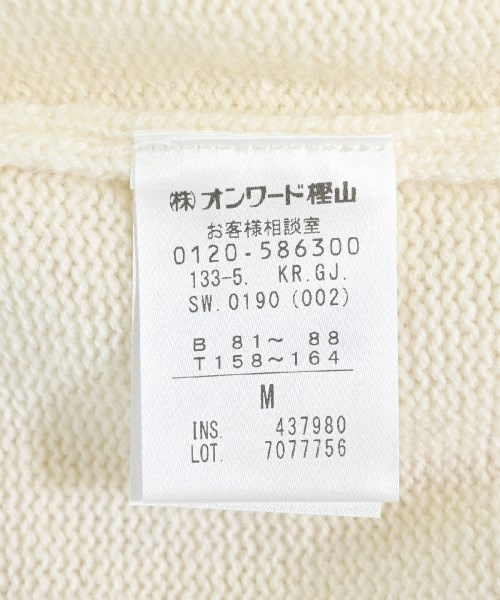 ㈱オンワード樫山
お客様相談室
0120-586300
133-5. KR.GJ.
SW.0190 (002)
B 81〜 88
T158〜164
M
INS. 437980
LOT. 7077756